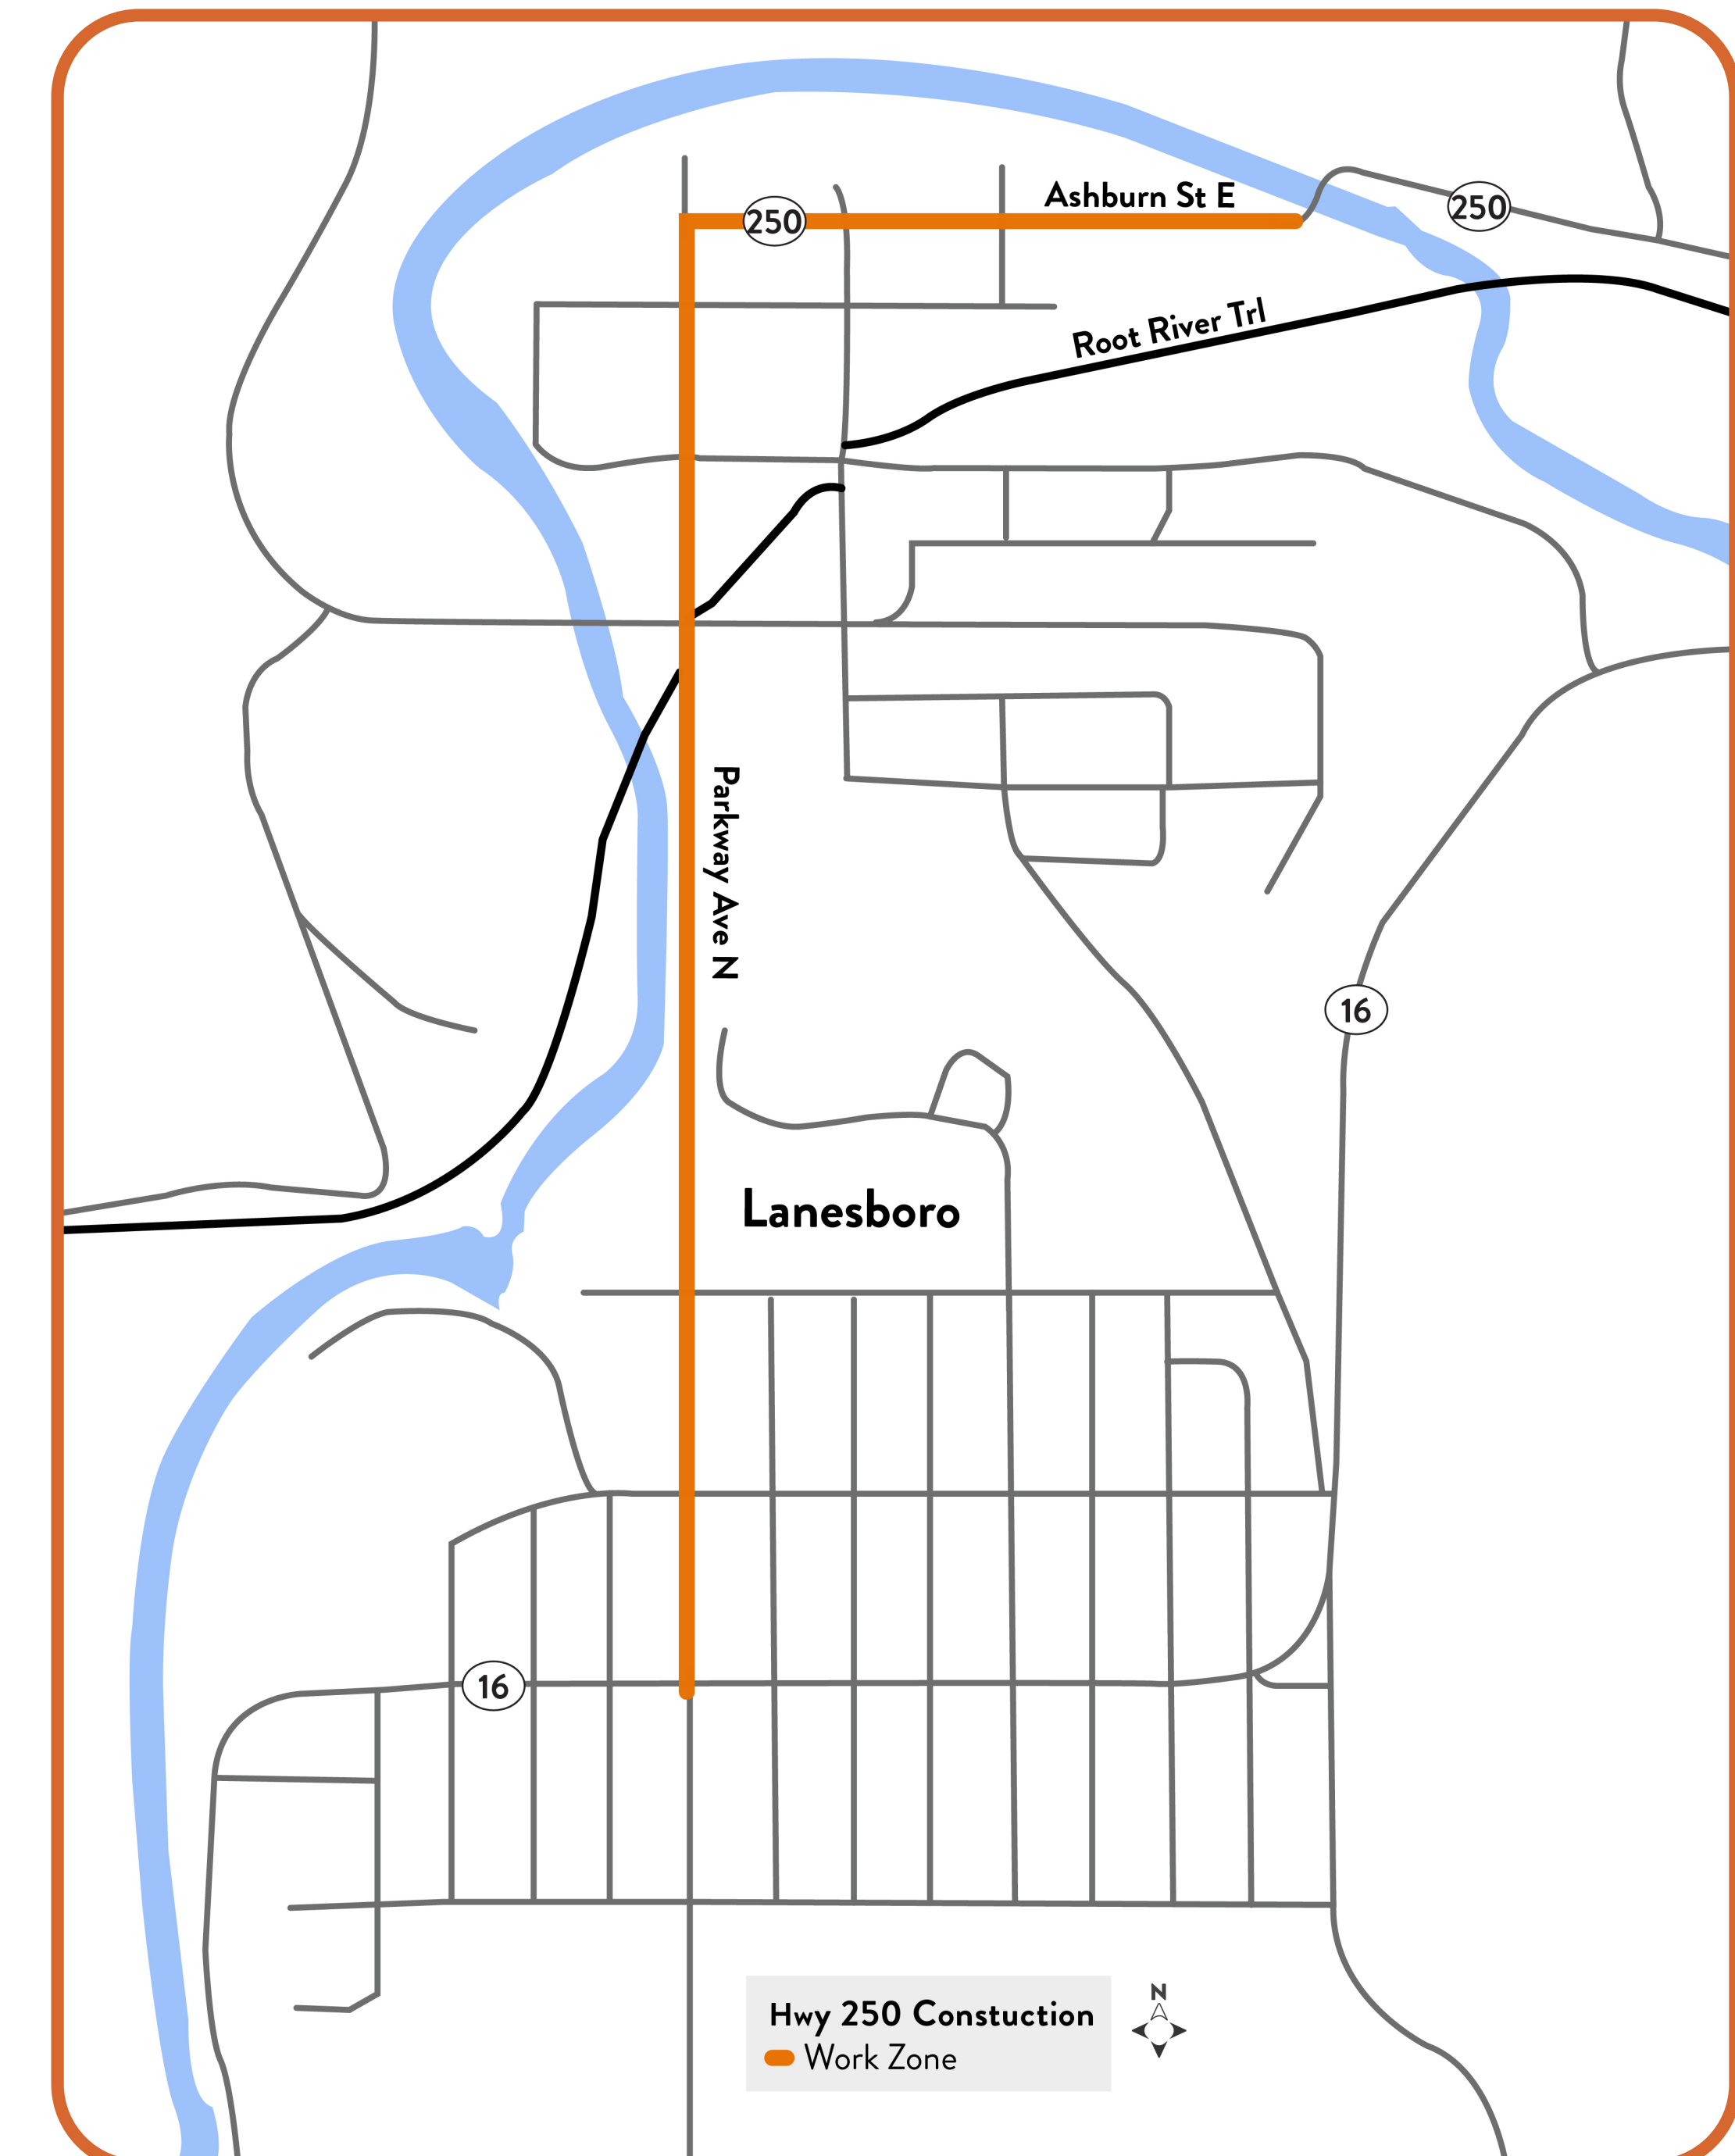 Ashburn St E
250
250
Root River Trl
Parkway Ave N
16
Lanesboro
16
N
Hwy 250 Constuction
Work Zone